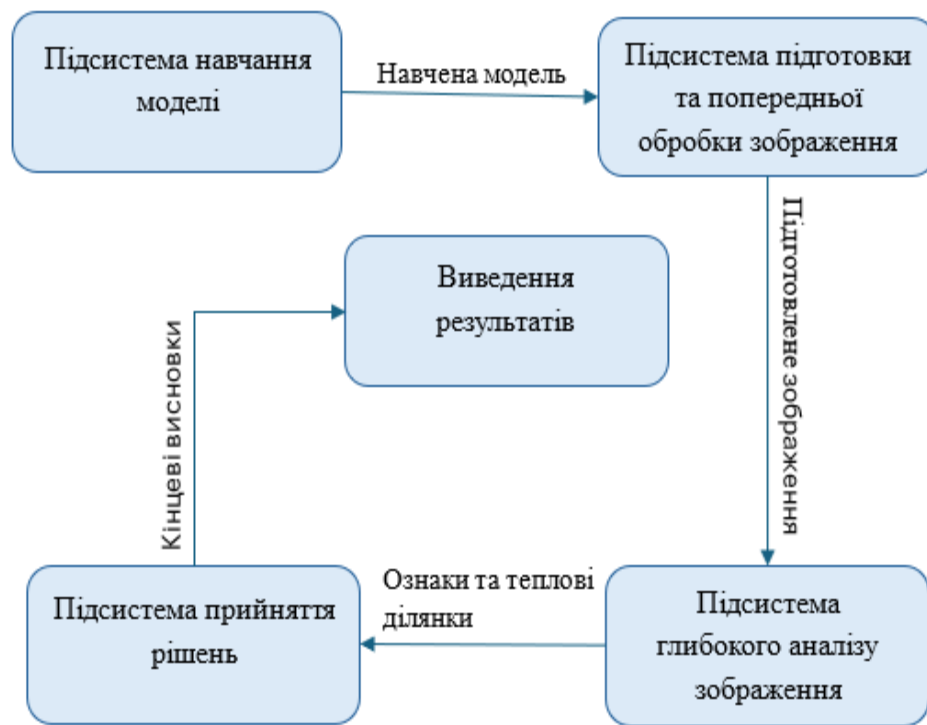 Підсистема навчання
моделі
Навчена модель
Підсистема підготовки
та попередньої
обробки зображення
Підготовлене зображення
Виведення
результатів
Кінцеві висновки
Підсистема прийняття
рішень
Ознаки та теплові
ділянки
Підсистема
глибокого аналізу
зображення